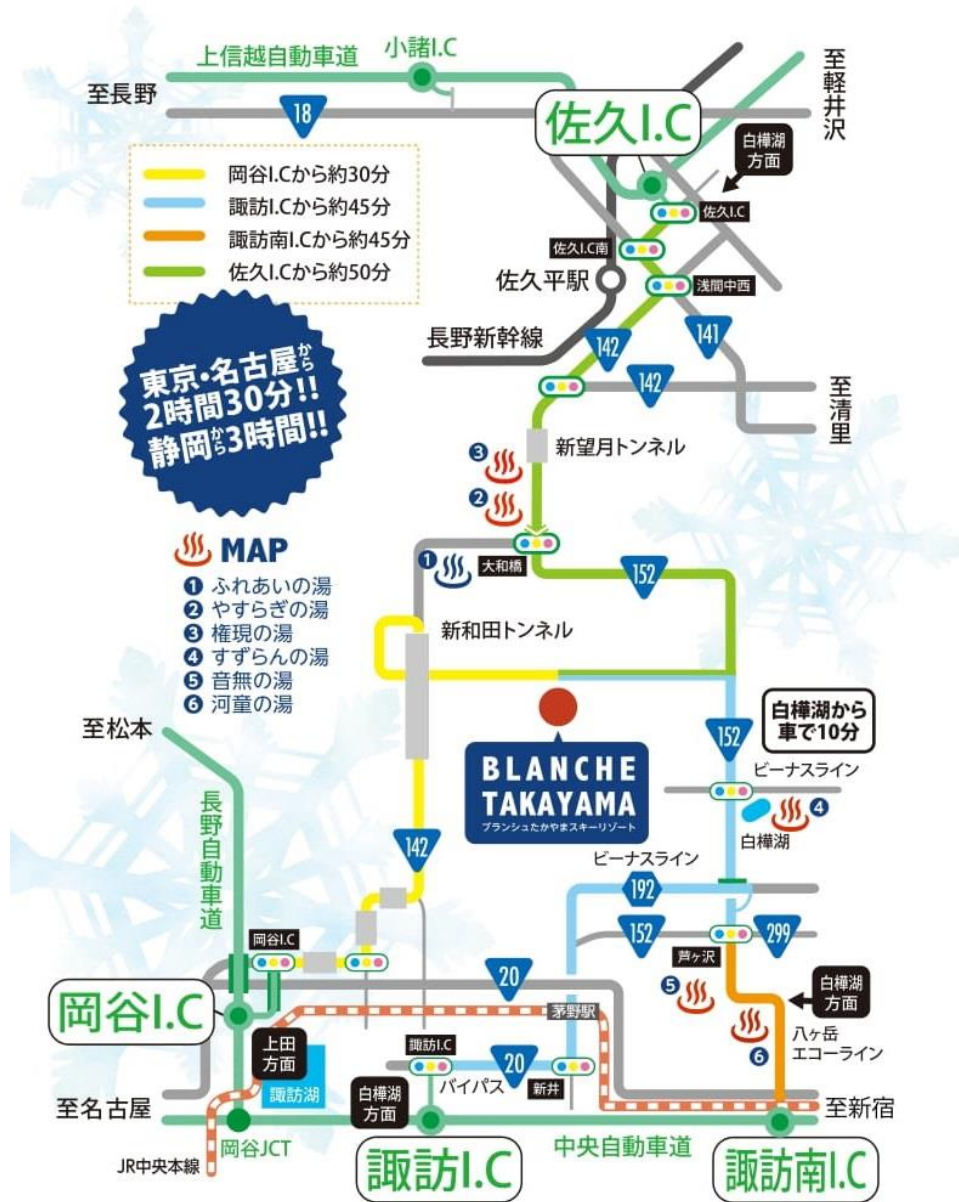 上信越自動車道
小諸I.C
至長野
18
至軽井沢
佐久I.C
白樺湖
方面
岡谷I.Cから約30分
諏訪I.Cから約45分
諏訪南I.Cから約45分
佐久I.Cから約50分
佐久I.C
佐久I.C南
佐久平駅
浅間中西
長野新幹線
142
141
142
至清里
東京・名古屋から
2時間30分!!
静岡から3時間!!
新望月トンネル
3
2
MAP
1 ふれあいの湯
2 やすらぎの湯
3 権現の湯
4 すずらんの湯
5 音無の湯
6 河童の湯
1
大和橋
152
新和田トンネル
至松本
BLANCHE
TAKAYAMA
ブランシュたかやまスキーリゾート
152
白樺湖から
車で10分
ビーナスライン
4
白樺湖
長野自動車道
142
ビーナスライン
192
152
299
芦ヶ沢
岡谷I.C
20
岡谷I.C
上田
方面
諏訪湖
茅野駅
5
白樺湖
方面
6
八ヶ岳
エコーライン
諏訪I.C
20
バイパス
新井
白樺湖
方面
至名古屋
至新宿
岡谷JCT
中央自動車道
JR中央本線
諏訪I.C
諏訪南I.C